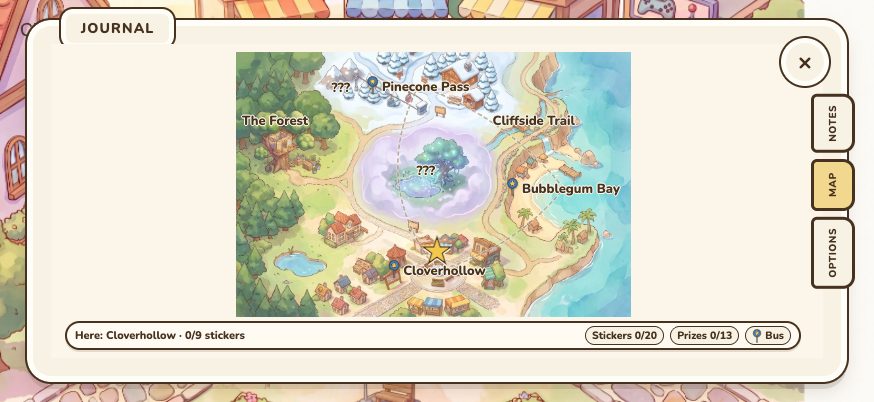 JOURNAL
×
??? Pinecone Pass
The Forest
Cliffside Trail
???
Bubblegum Bay
Cloverhollow
Here: Cloverhollow · 0/9 stickers
Stickers 0/20
Prizes 0/13
Bus
NOTES
MAP
OPTIONS